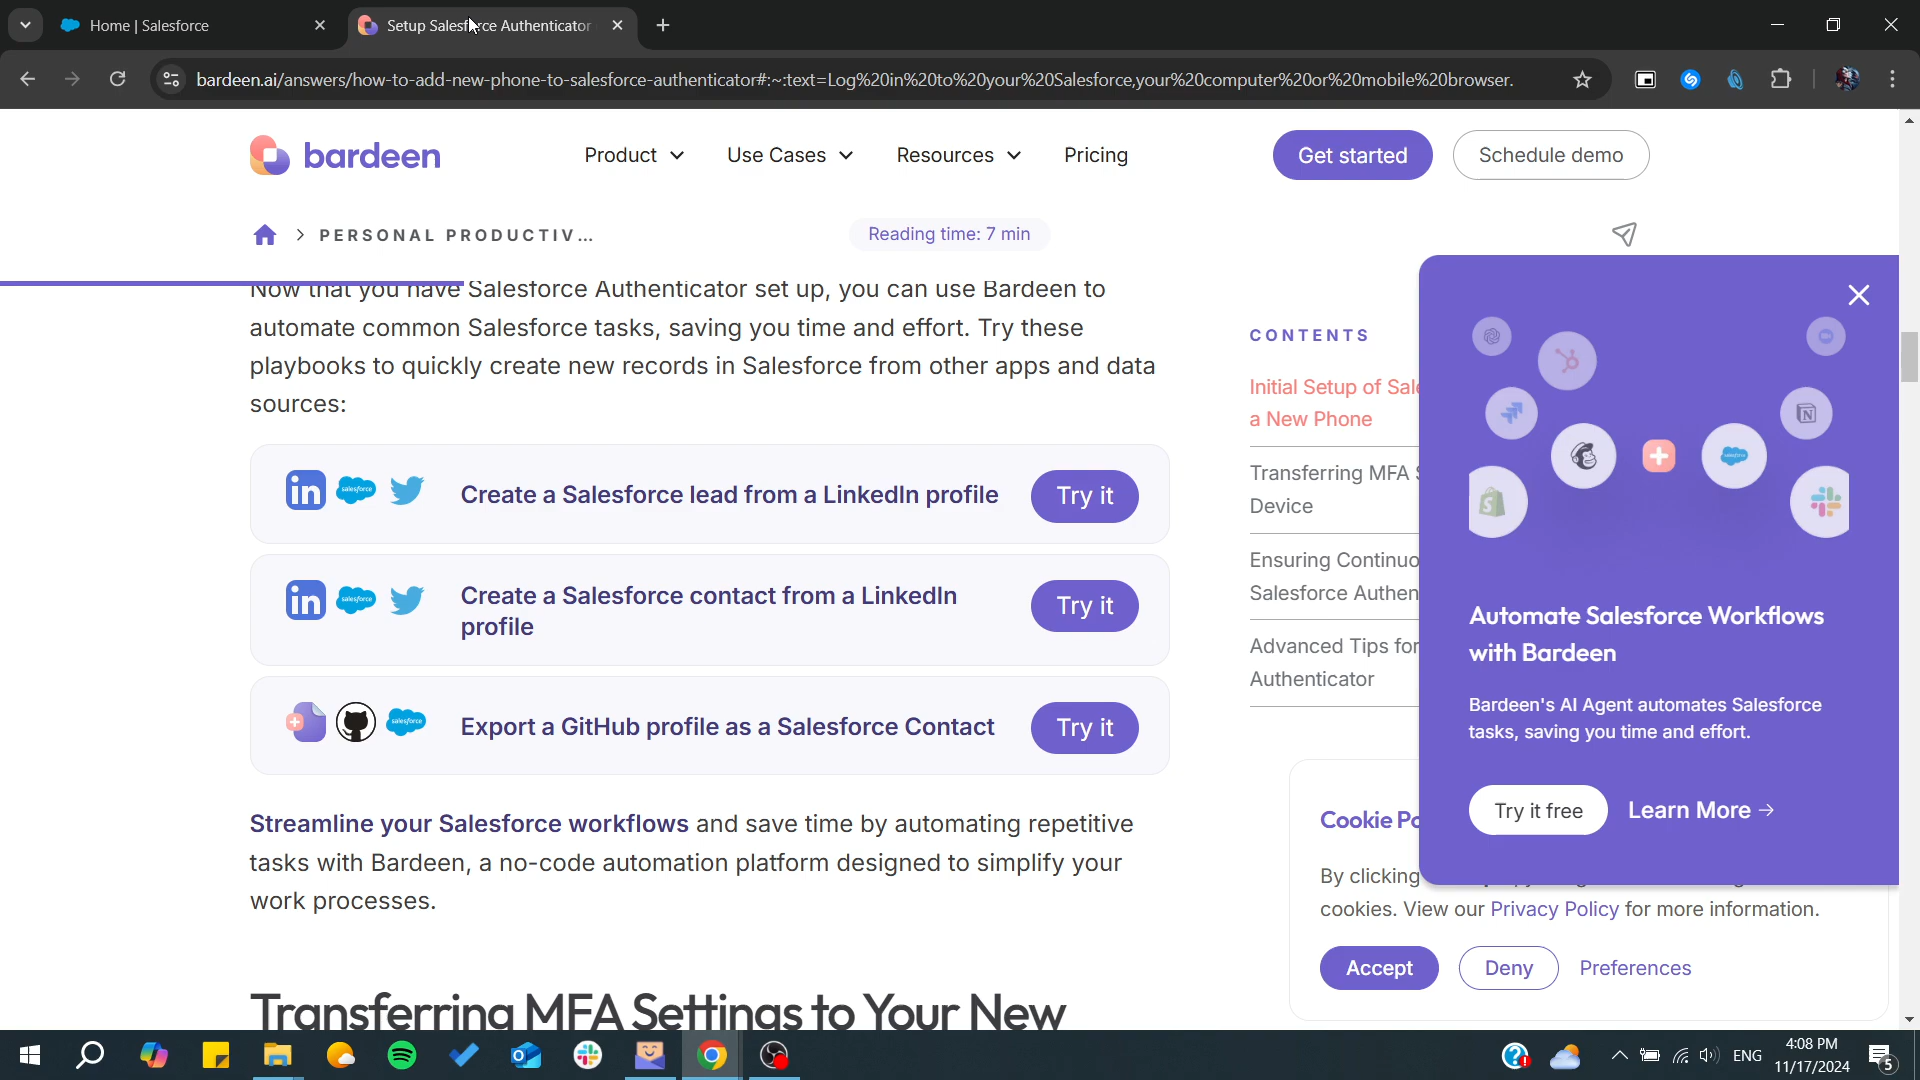 Home | Salesforce
Setup Salesforce Authenticator
bardeen.ai/answers/how-to-add-new-phone-to-salesforce-authenticator#:~:text=Log%20in%20to%20your%20Salesforce,your%20computer%20or%20mobile%20browser.
bardeen
Product
Use Cases
Resources
Pricing
Get started
Schedule demo
> PERSONAL PRODUCTIV...
Reading time: 7 min
Now that you have Salesforce Authenticator set up, you can use Bardeen to
automate common Salesforce tasks, saving you time and effort. Try these
playbooks to quickly create new records in Salesforce from other apps and data
sources:
in salesforce Create a Salesforce lead from a LinkedIn profile Try it
in salesforce Create a Salesforce contact from a LinkedIn
profile
Try it
salesforce Export a GitHub profile as a Salesforce Contact Try it
Streamline your Salesforce workflows and save time by automating repetitive
tasks with Bardeen, a no-code automation platform designed to simplify your
work processes.
Transferring MFA Settings to Your New
CONTENTS
Initial Setup of Sale
a New Phone
Transferring MFA
Device
Ensuring Continuo
Salesforce Authen
Advanced Tips for
Authenticator
salesforce
Automate Salesforce Workflows
with Bardeen
Bardeen's AI Agent automates Salesforce
tasks, saving you time and effort.
Try it free
Learn More →
Cookie Po
By clicking
cookies. View our Privacy Policy for more information.
Accept
Deny
Preferences
ENG
4:08 PM
11/17/2024
5